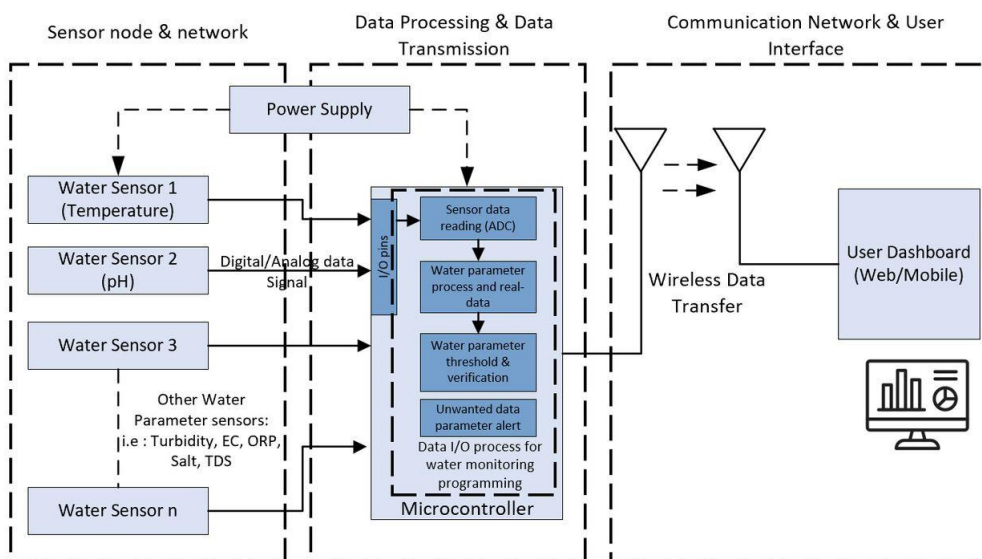 Sensor node & network
Data Processing & Data
Transmission
Communication Network & User
Interface
Power Supply
Water Sensor 1
(Temperature)
Water Sensor 2
(pH)
Digital/Analog data
Signal
Water Sensor 3
Other Water
Parameter sensors:
i.e : Turbidity, EC, ORP,
Salt, TDS
Water Sensor n
I/O pins
Sensor data
reading (ADC)
Water parameter
process and real-
data
Water parameter
threshold &
verification
Unwanted data
parameter alert
Data I/O process for
water monitoring
programming
Microcontroller
Wireless Data
Transfer
User Dashboard
(Web/Mobile)